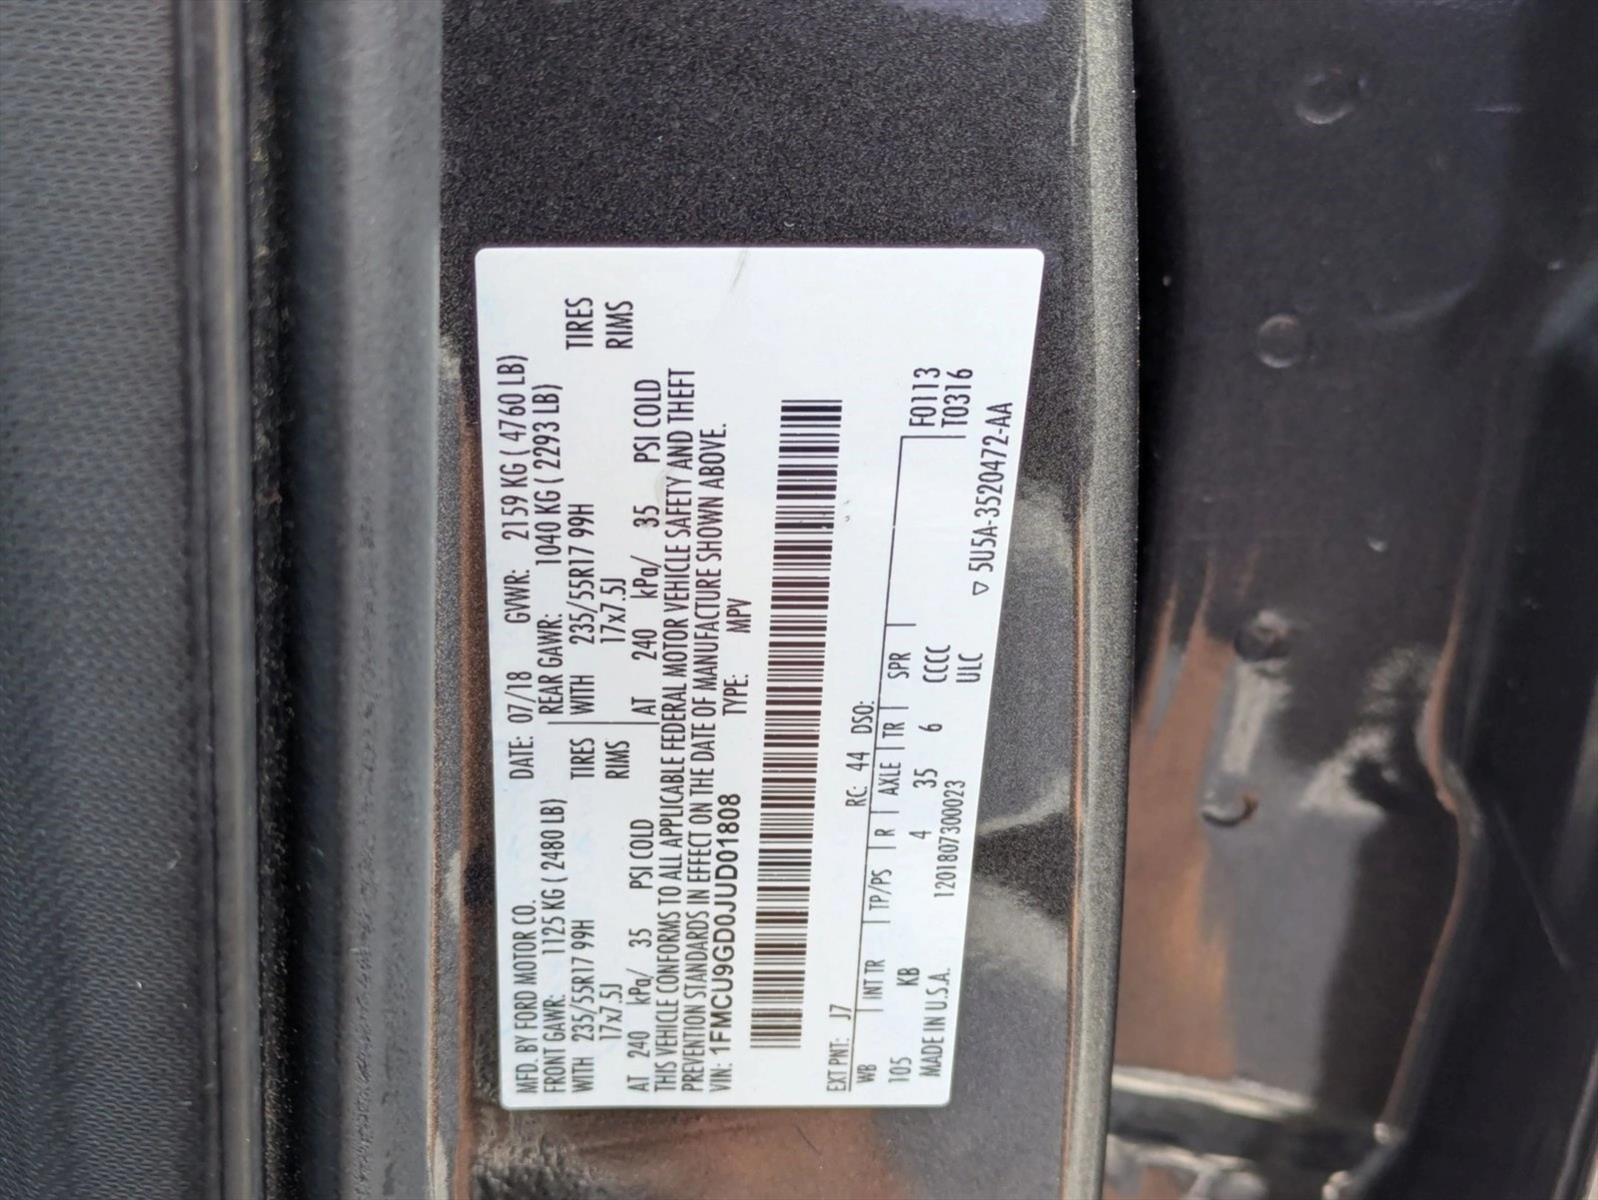 MFD. BY FORD MOTOR CO. DATE: 07/18 GVWR: 2159 KG ( 4760 LB)
FRONT GAWR: 1125 KG ( 2480 LB) REAR GAWR: 1040 KG ( 2293 LB)
WITH 235/55R17 99H TIRES WITH 235/55R17 99H TIRES
17x7.5J RIMS 17x7.5J RIMS
AT 240 kPa/ 35 PSI COLD AT 240 kPa/ 35 PSI COLD
THIS VEHICLE CONFORMS TO ALL APPLICABLE FEDERAL MOTOR VEHICLE SAFETY AND THEFT
PREVENTION STANDARDS IN EFFECT ON THE DATE OF MANUFACTURE SHOWN ABOVE.
VIN: 1FMCU9GD0JUD01808 TYPE: MPV
EXT PNT: J7 RC: 44 DSO:
WB INT TR TP/PS R AXLE TR SPR F0113
105 KB 4 35 6 CCCC T0316
MADE IN U.S.A. 1201807300023 ULC
▽ 5U5A-3520472-AA